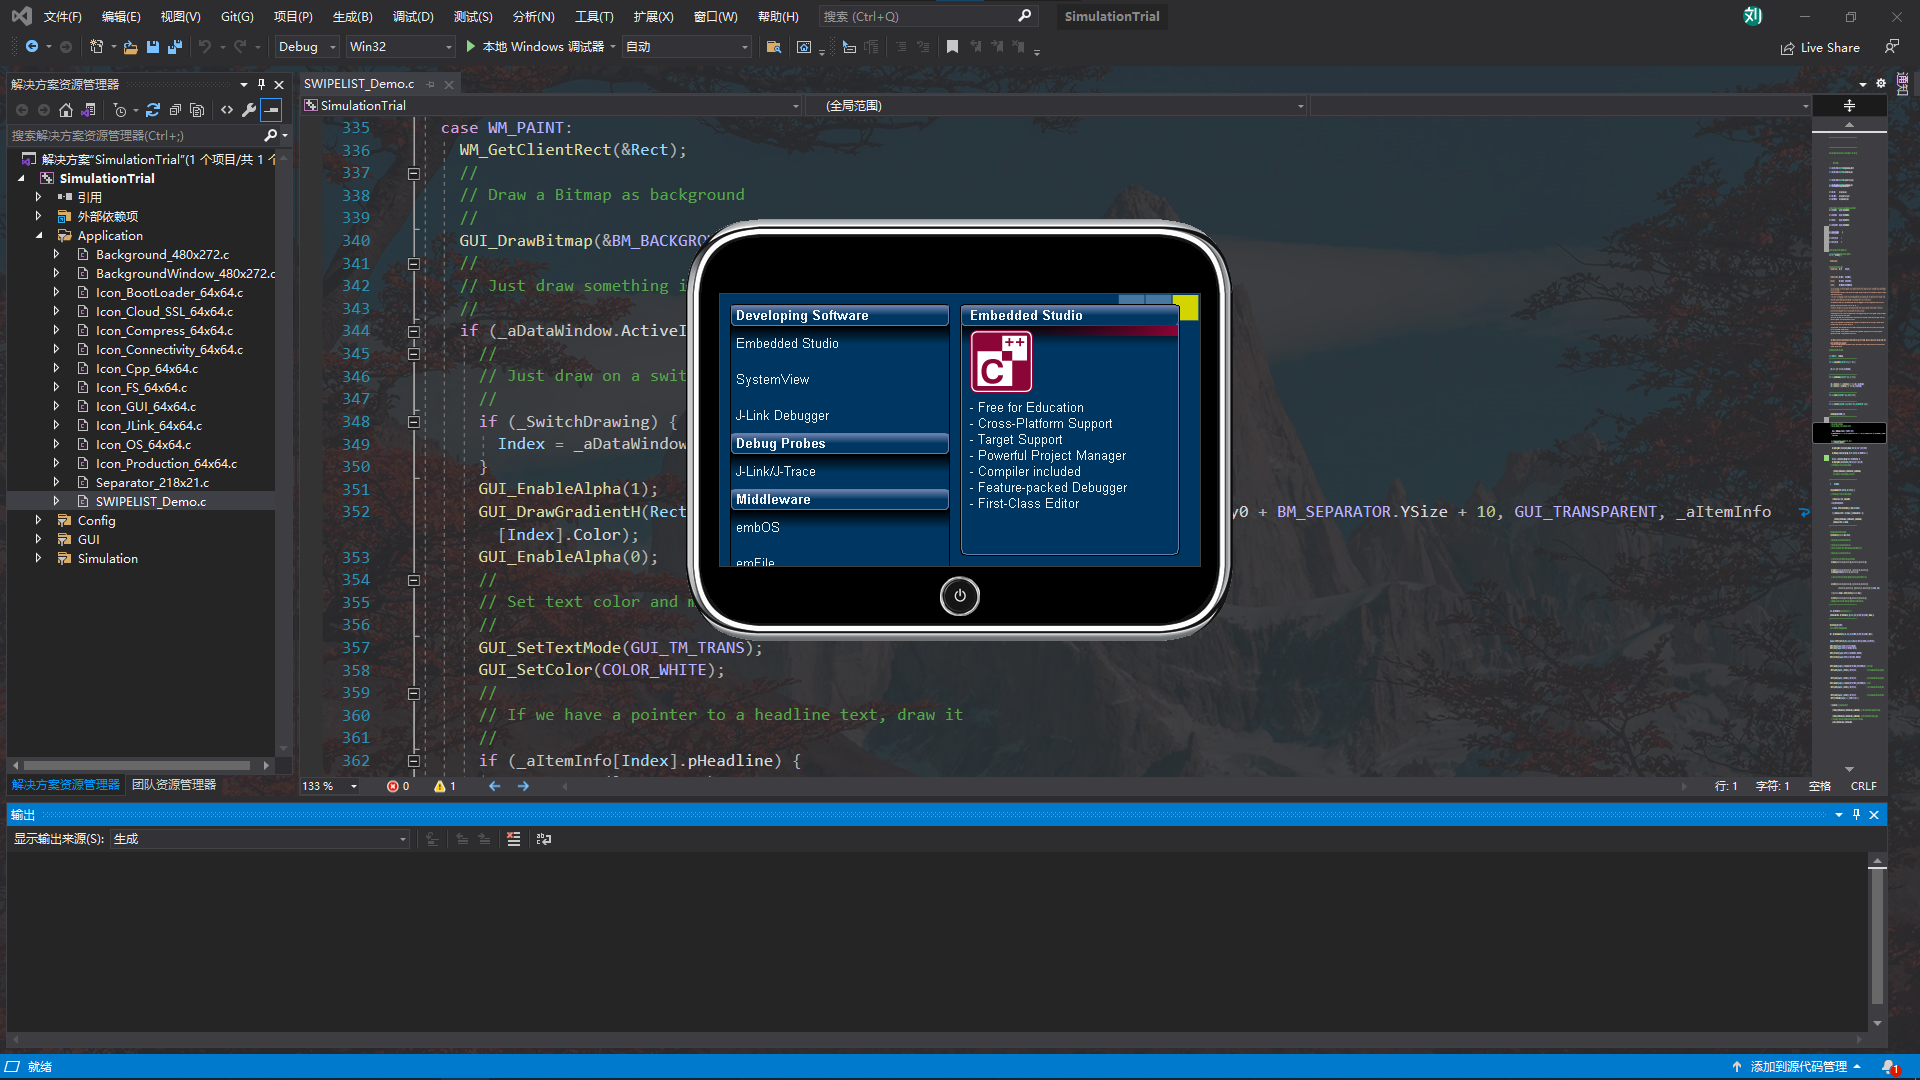 文件(F) 编辑(E) 视图(V) Git(G) 项目(P) 生成(B) 调试(D) 测试(S) 分析(N) 工具(T) 扩展(X) 窗口(W) 帮助(H) 搜索 (Ctrl+Q) SimulationTrial 刘
Debug Win32 本地 Windows 调试器 自动 Live Share
解决方案资源管理器
搜索解决方案资源管理器(Ctrl+;)
解决方案"SimulationTrial"(1 个项目/共 1 个
SimulationTrial
引用
外部依赖项
Application
Background_480x272.c
BackgroundWindow_480x272.c
Icon_BootLoader_64x64.c
Icon_Cloud_SSL_64x64.c
Icon_Compress_64x64.c
Icon_Connectivity_64x64.c
Icon_Cpp_64x64.c
Icon_FS_64x64.c
Icon_GUI_64x64.c
Icon_JLink_64x64.c
Icon_OS_64x64.c
Icon_Production_64x64.c
Separator_218x21.c
SWIPELIST_Demo.c
Config
GUI
Simulation
解决方案资源管理器 团队资源管理器
SWIPELIST_Demo.c
SimulationTrial (全局范围)
335 case WM_PAINT:
336 WM_GetClientRect(&Rect);
337 //
338 // Draw a Bitmap as background
339 //
340 GUI_DrawBitmap(&BM_BACKGRO
341 //
342 // Just draw something i
343 //
344 if (_aDataWindow.ActiveI
345 //
346 // Just draw on a swit
347 //
348 if (_SwitchDrawing) {
349 Index = _aDataWindow
350 }
351 GUI_EnableAlpha(1);
352 GUI_DrawGradientH(Rect y0 + BM_SEPARATOR.YSize + 10, GUI_TRANSPARENT, _aItemInfo
[Index].Color);
353 GUI_EnableAlpha(0);
354 //
355 // Set text color and m
356 //
357 GUI_SetTextMode(GUI_TM_TRANS);
358 GUI_SetColor(COLOR_WHITE);
359 //
360 // If we have a pointer to a headline text, draw it
361 //
362 if (_aItemInfo[Index].pHeadline) {
Developing Software
Embedded Studio
SystemView
J-Link Debugger
Debug Probes
J-Link/J-Trace
Middleware
embOS
emFile
Embedded Studio
C ++
- Free for Education
- Cross-Platform Support
- Target Support
- Powerful Project Manager
- Compiler included
- Feature-packed Debugger
- First-Class Editor
133 % 0 1 行: 1 字符: 1 空格 CRLF
输出
显示输出来源(S): 生成
就绪 添加到源代码管理 1